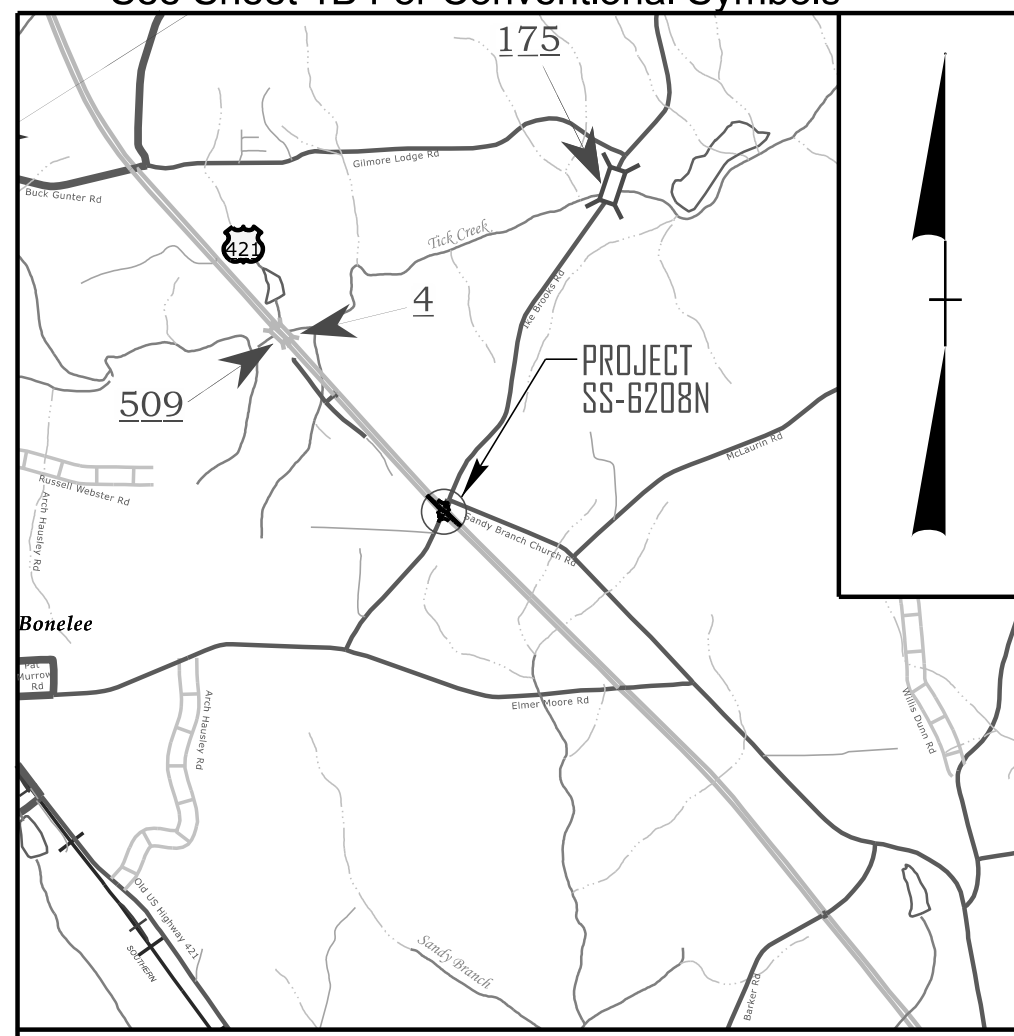 Use Sheet 1B For Conventional Symbols
175
Gilmore Lodge Rd
Buck Gunter Rd
421
Tick Creek
4
Ike Brooks Rd
509
PROJECT
SS-6208N
McLaurin Rd
Russell Webster Rd
Arch Hausley Rd
Sandy Branch Church Rd
Bonelee
Pat
Murrow
Rd
Arch Hausley Rd
Elmer Moore Rd
Willis Dunn Rd
Old US Highway 421
SOUTHERN
Sandy Branch
Barker Rd